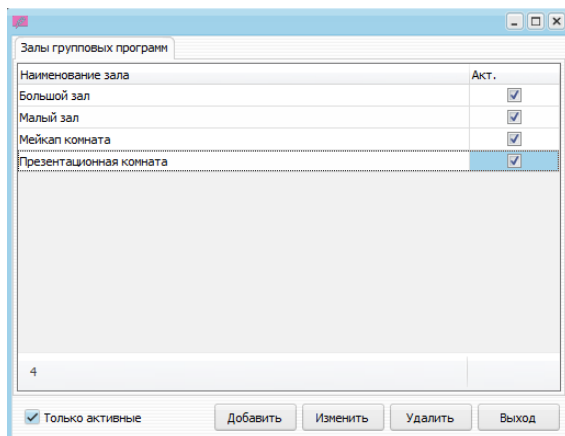 Залы групповых программ
Наименование зала Акт.
Большой зал
Малый зал
Мейкап комната
Презентационная комната
4
Только активные Добавить Изменить Удалить Выход